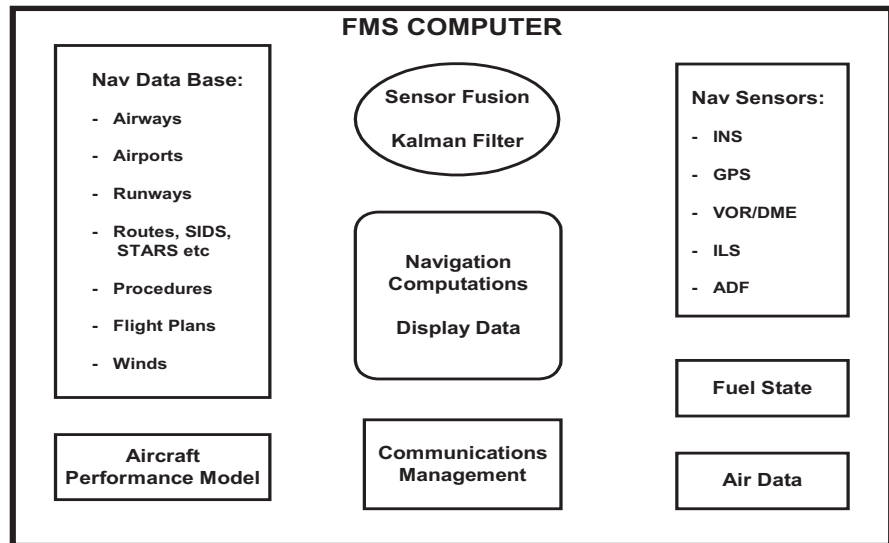 FMS COMPUTER
Nav Data Base:
- Airways
- Airports
- Runways
- Routes, SIDS,
STARS etc
- Procedures
- Flight Plans
- Winds
Aircraft
Performance Model
Sensor Fusion
Kalman Filter
Navigation
Computations
Display Data
Communications
Management
Nav Sensors:
- INS
- GPS
- VOR/DME
- ILS
- ADF
Fuel State
Air Data